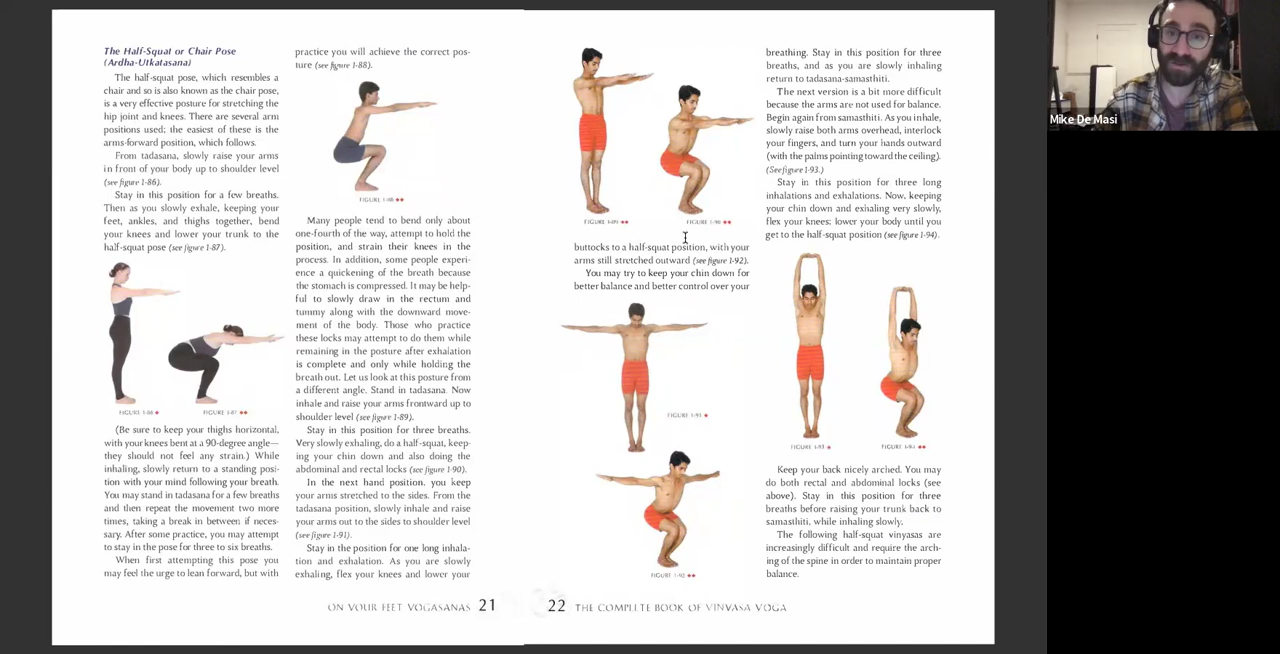 The Half-Squat or Chair Pose
(Ardha-Utkatasana)
The half-squat pose, which resembles a
chair and so is also known as the chair pose,
is a very effective posture for stretching the
hip joint and knees. There are several arm
positions used; the easiest of these is the
arms-forward position, which follows.
From tadasana, slowly raise your arms
in front of your body up to shoulder level
(see figure 1-86).
Stay in this position for a few breaths.
Then as you slowly exhale, keeping your
feet, ankles, and thighs together, bend
your knees and lower your trunk to the
half-squat pose (see figure 1-87).
FIGURE 1-86
FIGURE 1-87
(Be sure to keep your thighs horizontal,
with your knees bent at a 90-degree angle—
they should not feel any strain.) While
inhaling, slowly return to a standing posi-
tion with your mind following your breath.
You may stand in tadasana for a few breaths
and then repeat the movement two more
times, taking a break in between if neces-
sary. After some practice, you may attempt
to stay in the pose for three to six breaths.
When first attempting this pose you
may feel the urge to lean forward, but with
practice you will achieve the correct pos-
ture (see figure 1-88).
FIGURE 1-88
Many people tend to bend only about
one-fourth of the way, attempt to hold the
position, and strain their knees in the
process. In addition, some people experi-
ence a quickening of the breath because
the stomach is compressed. It may be help-
ful to slowly draw in the rectum and
tummy along with the downward move-
ment of the body. Those who practice
these locks may attempt to do them while
remaining in the posture after exhalation
is complete and only while holding the
breath out. Let us look at this posture from
a different angle. Stand in tadasana. Now
inhale and raise your arms frontward up to
shoulder level (see figure 1-89).
Stay in this position for three breaths.
Very slowly exhaling, do a half-squat, keep-
ing your chin down and also doing the
abdominal and rectal locks (see figure 1-90).
In the next hand position. you keep
your arms stretched to the sides. From the
tadasana position, slowly inhale and raise
your arms out to the sides to shoulder level
(see figure 1-91).
Stay in the position for one long inhala-
tion and exhalation. As you are slowly
exhaling, flex your knees and lower your
ON YOUR FEET YOGASANAS 21
FIGURE 1-89
FIGURE 1-90
buttocks to a half-squat position, with your
arms still stretched outward (see figure 1-92).
You may try to keep your chin down for
better balance and better control over your
FIGURE 1-91
FIGURE 1-92
breathing. Stay in this position for three
breaths, and as you are slowly inhaling
return to tadasana-samasthiti.
The next version is a bit more difficult
because the arms are not used for balance.
Begin again from samasthiti. As you inhale,
slowly raise both arms overhead, interlock
your fingers, and turn your hands outward
(with the palms pointing toward the ceiling).
(See figure 1-93.)
Stay in this position for three long
inhalations and exhalations. Now, keeping
your chin down and exhaling very slowly,
flex your knees; lower your body until you
get to the half-squat position (see figure 1-94).
FIGURE 1-93
FIGURE 1-94
Keep your back nicely arched. You may
do both rectal and abdominal locks (see
above). Stay in this position for three
breaths before raising your trunk back to
samasthiti, while inhaling slowly.
The following half-squat vinyasas are
increasingly difficult and require the arch-
ing of the spine in order to maintain proper
balance.
22 THE COMPLETE BOOK OF VINYASA YOGA
Mike De Masi